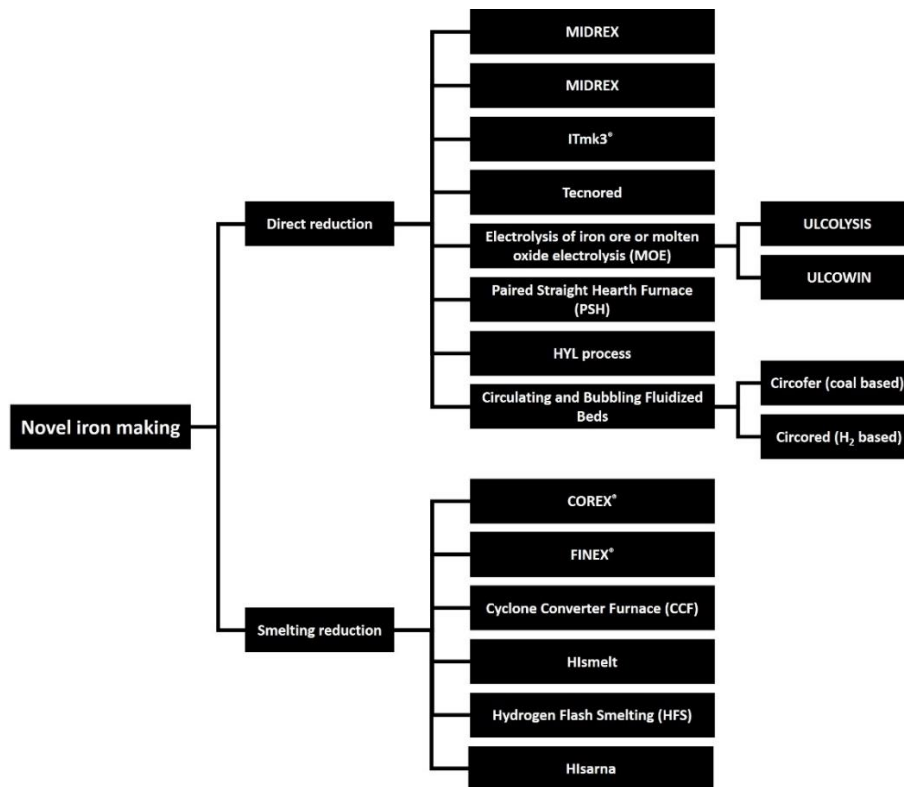 MIDREX
MIDREX
ITmk3®
Tecnored
Direct reduction
Electrolysis of iron ore or molten
oxide electrolysis (MOE)
ULCOLYSIS
ULCOWIN
Paired Straight Hearth Furnace
(PSH)
HYL process
Circulating and Bubbling Fluidized
Beds
Circofer (coal based)
Circored (H₂ based)
Novel iron making
COREX®
FINEX®
Cyclone Converter Furnace (CCF)
Smelting reduction
HIsmelt
Hydrogen Flash Smelting (HFS)
HIsarna